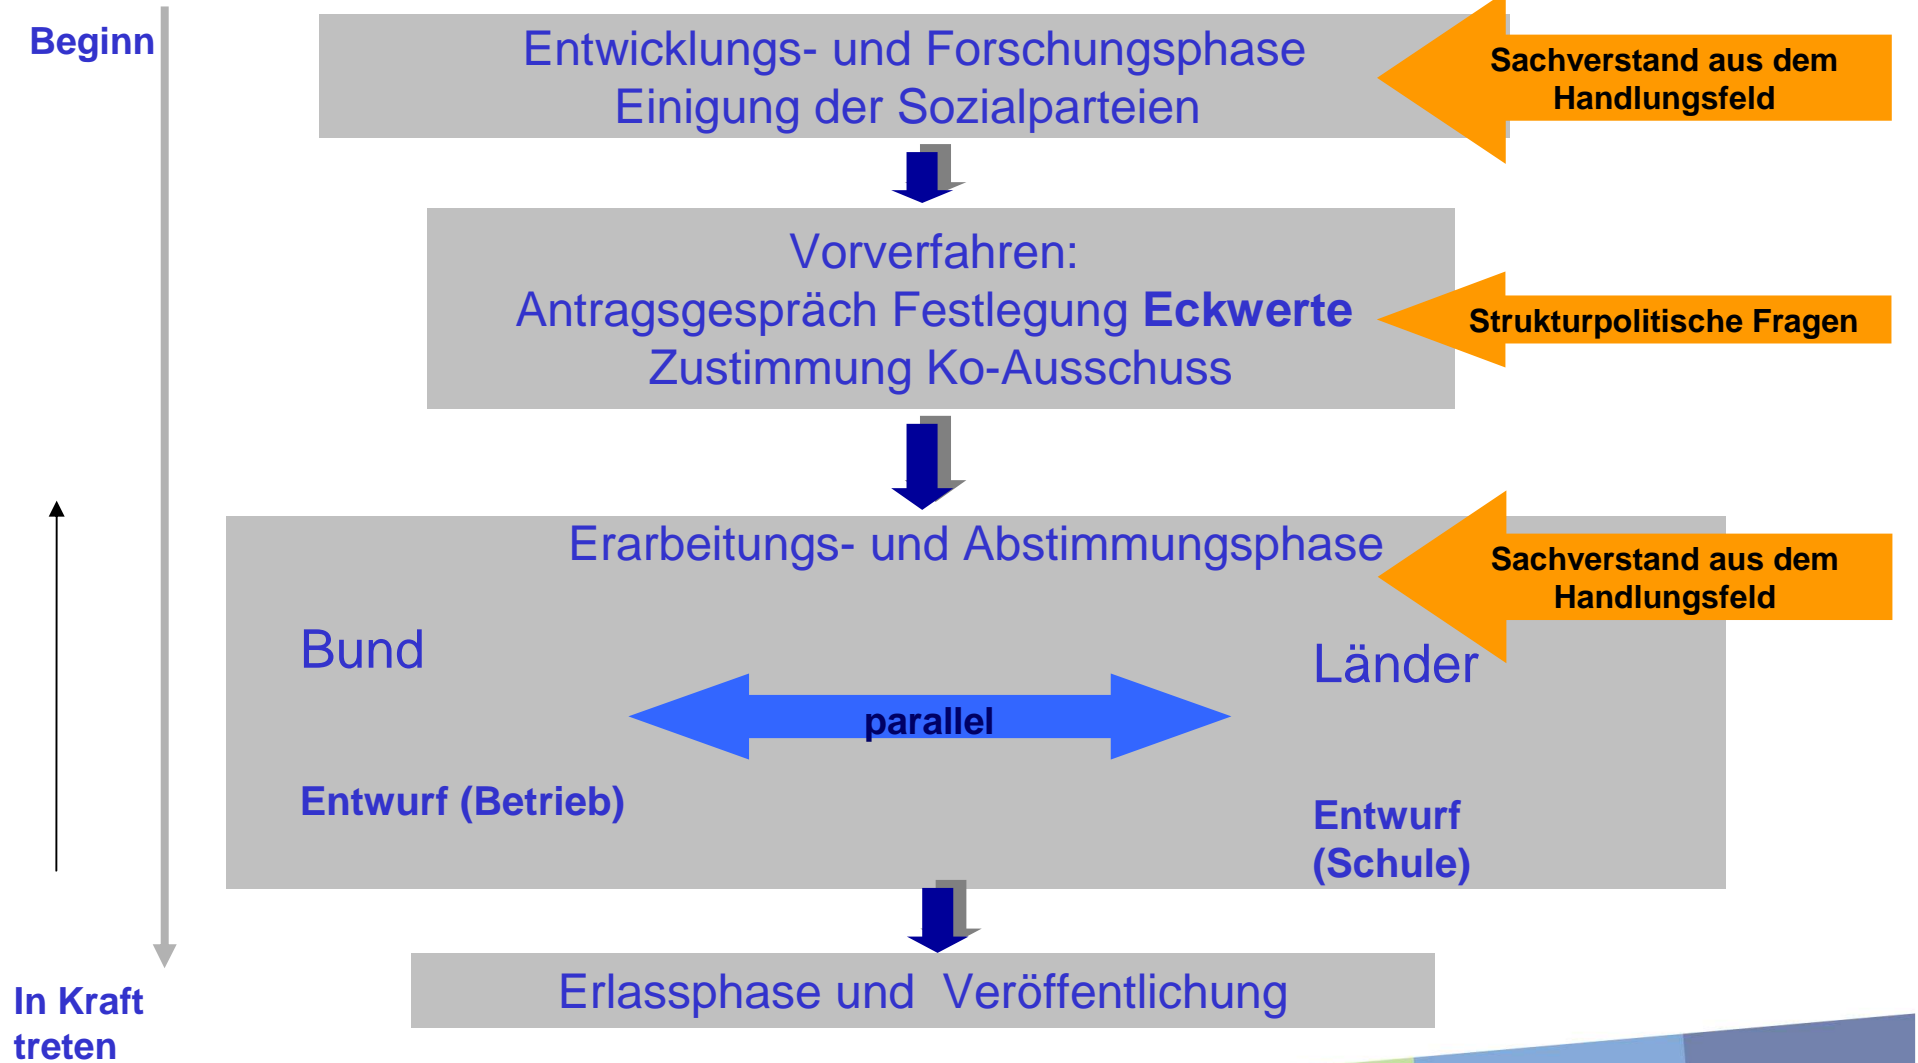 Beginn
Entwicklungs- und Forschungsphase
Einigung der Sozialparteien
Sachverstand aus dem
Handlungsfeld
Vorverfahren:
Antragsgespräch Festlegung Eckwerte
Zustimmung Ko-Ausschuss
Strukturpolitische Fragen
Erarbeitungs- und Abstimmungsphase
Sachverstand aus dem
Handlungsfeld
Bund
Länder
parallel
Entwurf (Betrieb)
Entwurf
(Schule)
Erlassphase und Veröffentlichung
In Kraft
treten